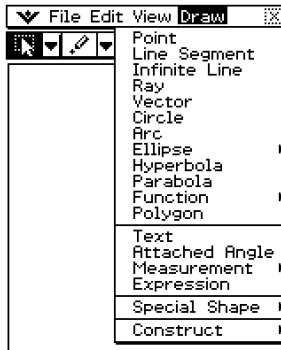 File Edit View Draw
Point
Line Segment
Infinite Line
Ray
Vector
Circle
Arc
Ellipse
Hyperbola
Parabola
Function
Polygon
Text
Attached Angle
Measurement
Expression
Special Shape
Construct